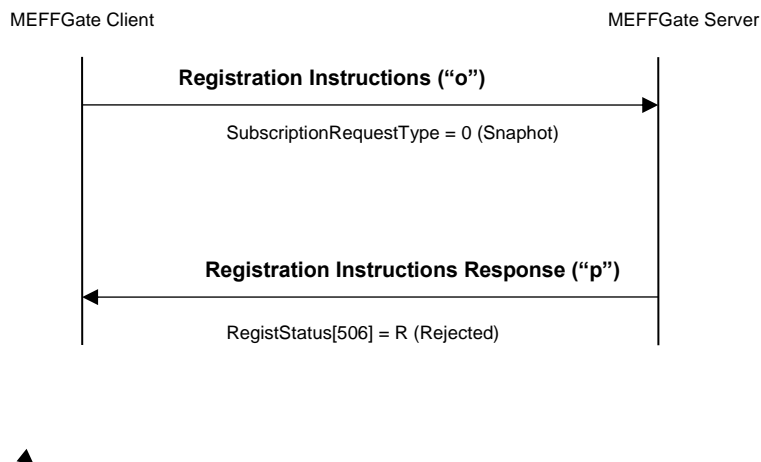 MEFFGate Client MEFFGate Server
Registration Instructions (“o”)
SubscriptionRequestType = 0 (Snaphot)
Registration Instructions Response (“p”)
RegistStatus[506] = R (Rejected)